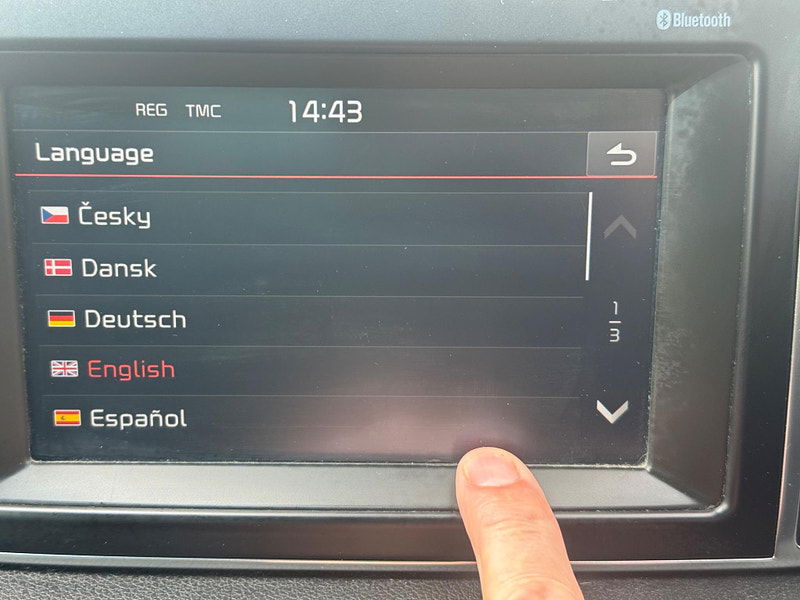 Bluetooth
REG TMC 14:43
Language
Česky
Dansk
Deutsch
English
Español
1
3